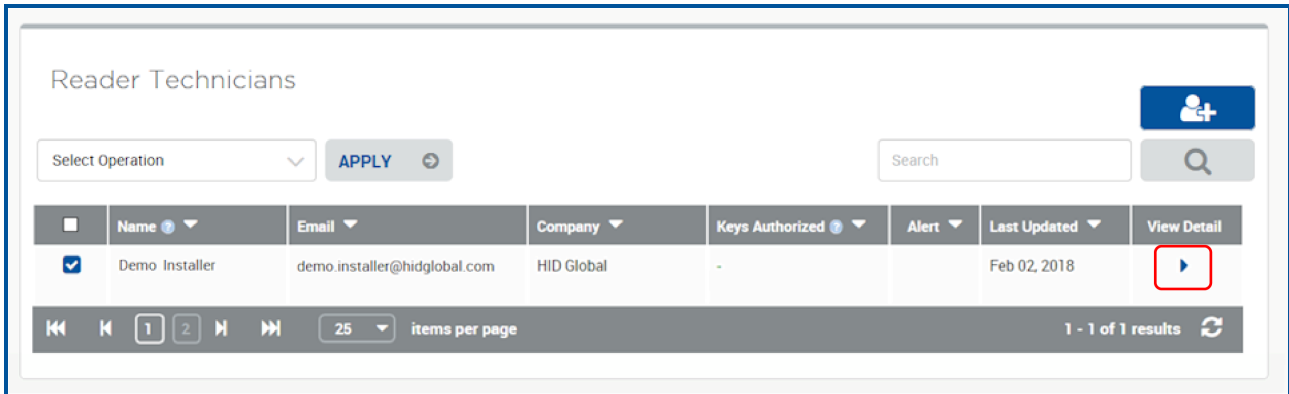 Reader Technicians
Select Operation APPLY Search
Name ? Email Company Keys Authorized ? Alert Last Updated View Detail
Demo Installer demo.installer@hidglobal.com HID Global - Feb 02, 2018
1 2 25 items per page 1 - 1 of 1 results